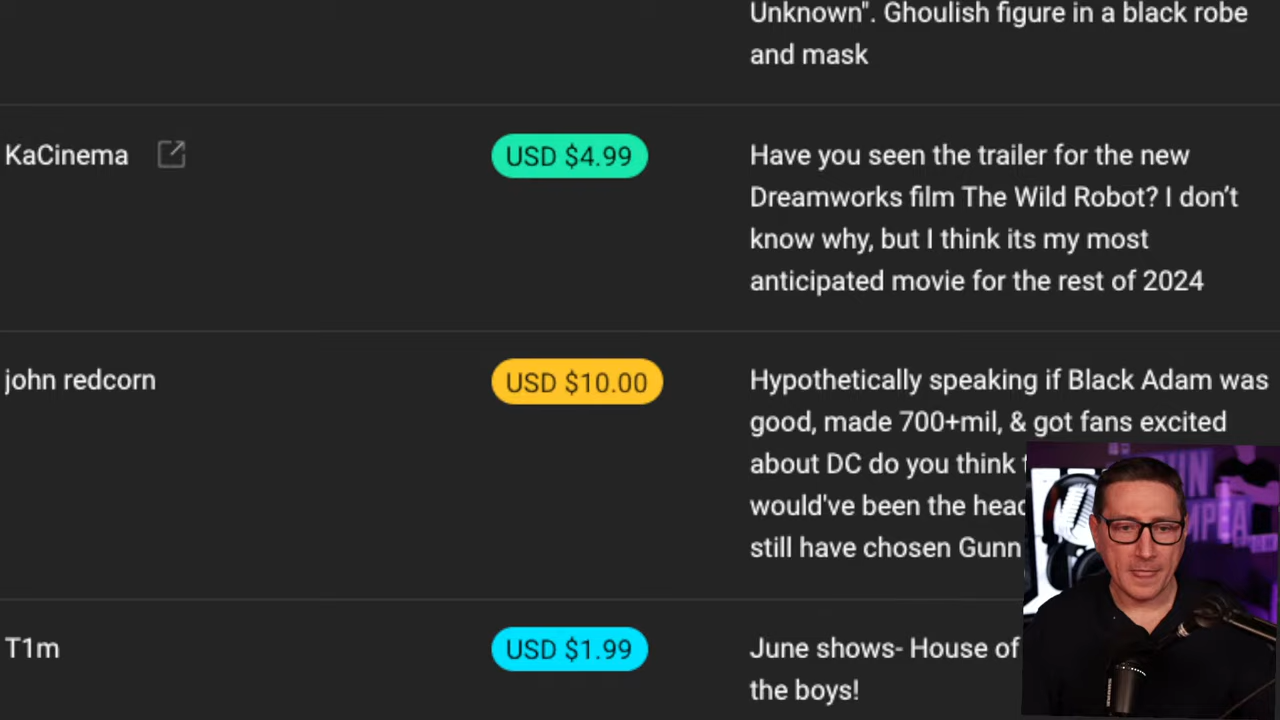 Unknown". Ghoulish figure in a black robe
and mask
KaCinema
USD $4.99
Have you seen the trailer for the new
Dreamworks film The Wild Robot? I don’t
know why, but I think its my most
anticipated movie for the rest of 2024
john redcorn
USD $10.00
Hypothetically speaking if Black Adam was
good, made 700+mil, & got fans excited
about DC do you think
would've been the
still have chosen Gunn
T1m
USD $1.99
June shows- House of
the boys!